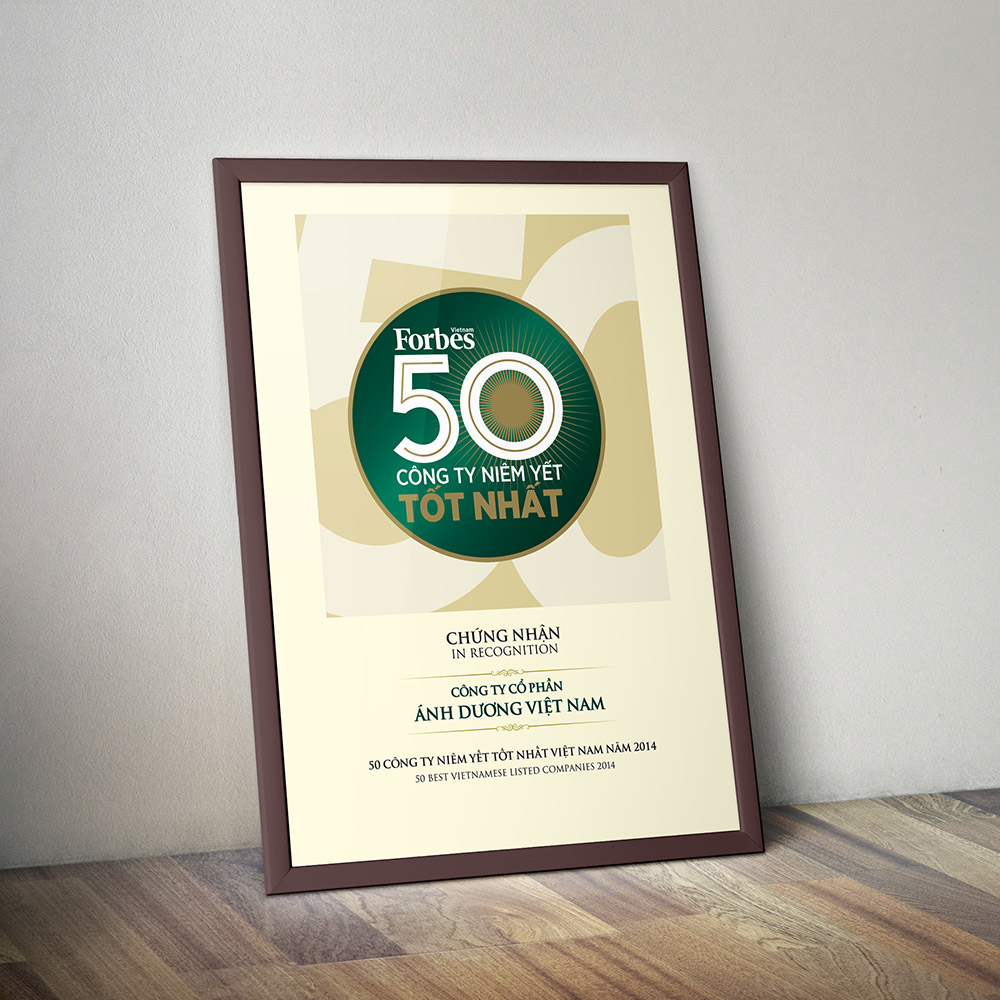 Forbes Vietnam
50
CÔNG TY NIÊM YẾT
TỐT NHẤT
CHỨNG NHẬN
IN RECOGNITION
CÔNG TY CỔ PHẦN
ÁNH DƯƠNG VIỆT NAM
50 CÔNG TY NIÊM YẾT TỐT NHẤT VIỆT NAM NĂM 2014
50 BEST VIETNAMESE LISTED COMPANIES 2014